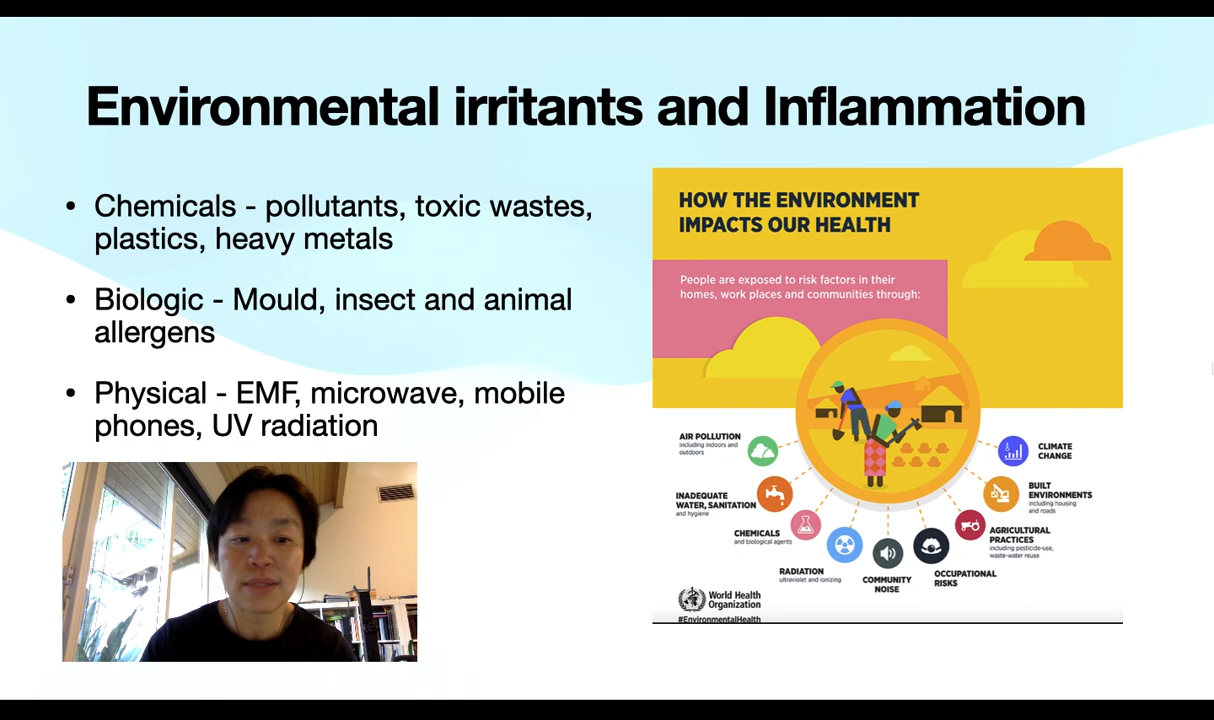 Environmental irritants and Inflammation
• Chemicals - pollutants, toxic wastes,
plastics, heavy metals
• Biologic - Mould, insect and animal
allergens
• Physical - EMF, microwave, mobile
phones, UV radiation
HOW THE ENVIRONMENT
IMPACTS OUR HEALTH
People are exposed to risk factors in their
homes, work places and communities through:
AIR POLLUTION
including indoors and
outdoors
INADEQUATE
WATER, SANITATION
and hygiene
CHEMICALS
and biological agents
RADIATION
ultraviolet and ionizing
COMMUNITY
NOISE
OCCUPATIONAL
RISKS
AGRICULTURAL
PRACTICES
including pesticide-use,
waste-water reuse
BUILT
ENVIRONMENTS
including housing
and roads
CLIMATE
CHANGE
World Health
Organization
#EnvironmentalHealth